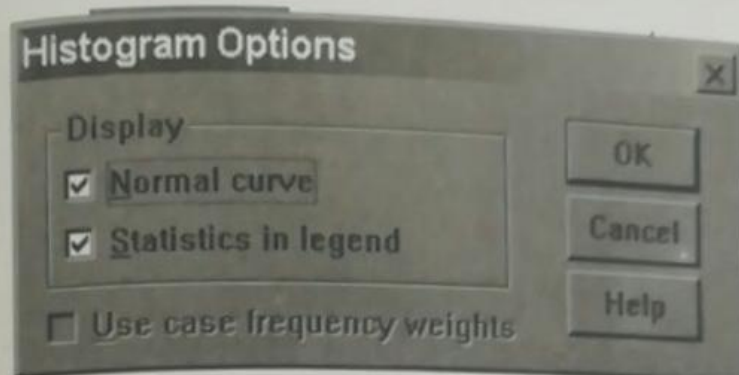 Histogram Options
Display
Normal curve
Statistics in legend
Use case frequency weights
OK
Cancel
Help